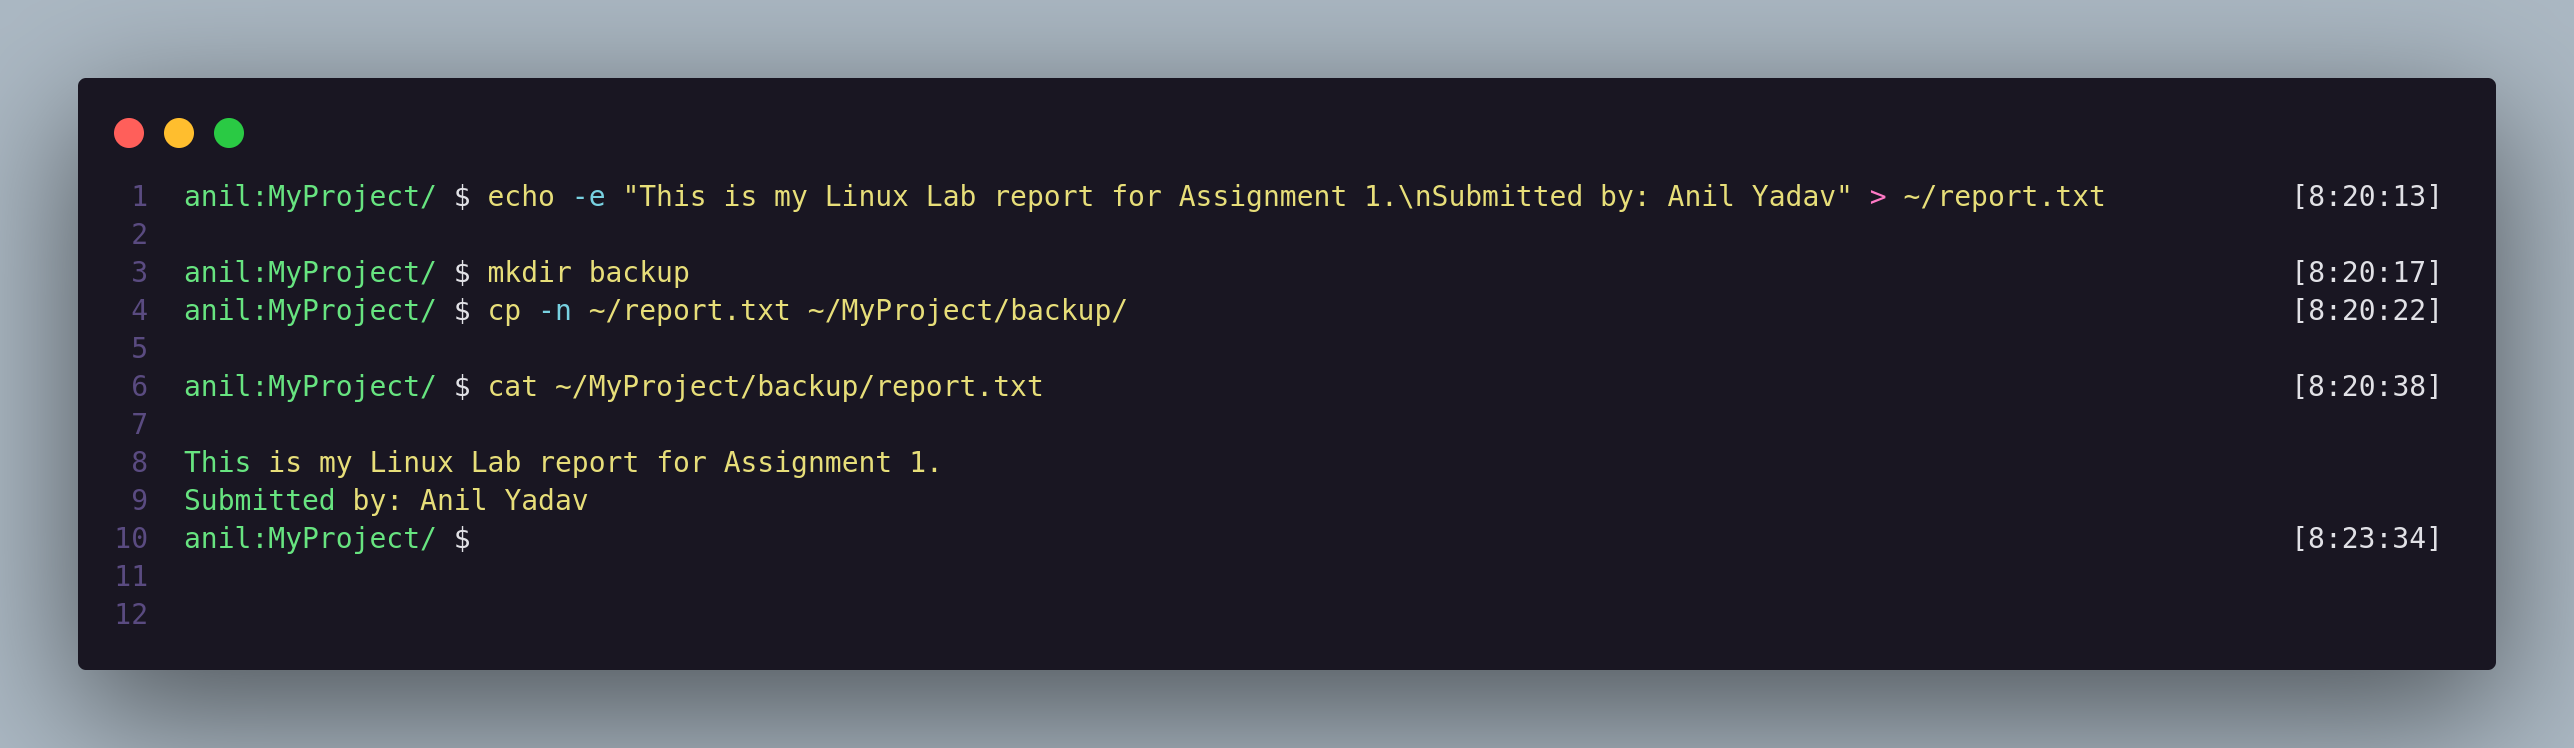 1 anil:MyProject/ $ echo -e "This is my Linux Lab report for Assignment 1.\nSubmitted by: Anil Yadav" > ~/report.txt [8:20:13]
2
3 anil:MyProject/ $ mkdir backup [8:20:17]
4 anil:MyProject/ $ cp -n ~/report.txt ~/MyProject/backup/ [8:20:22]
5
6 anil:MyProject/ $ cat ~/MyProject/backup/report.txt [8:20:38]
7
8 This is my Linux Lab report for Assignment 1.
9 Submitted by: Anil Yadav
10 anil:MyProject/ $ [8:23:34]
11
12